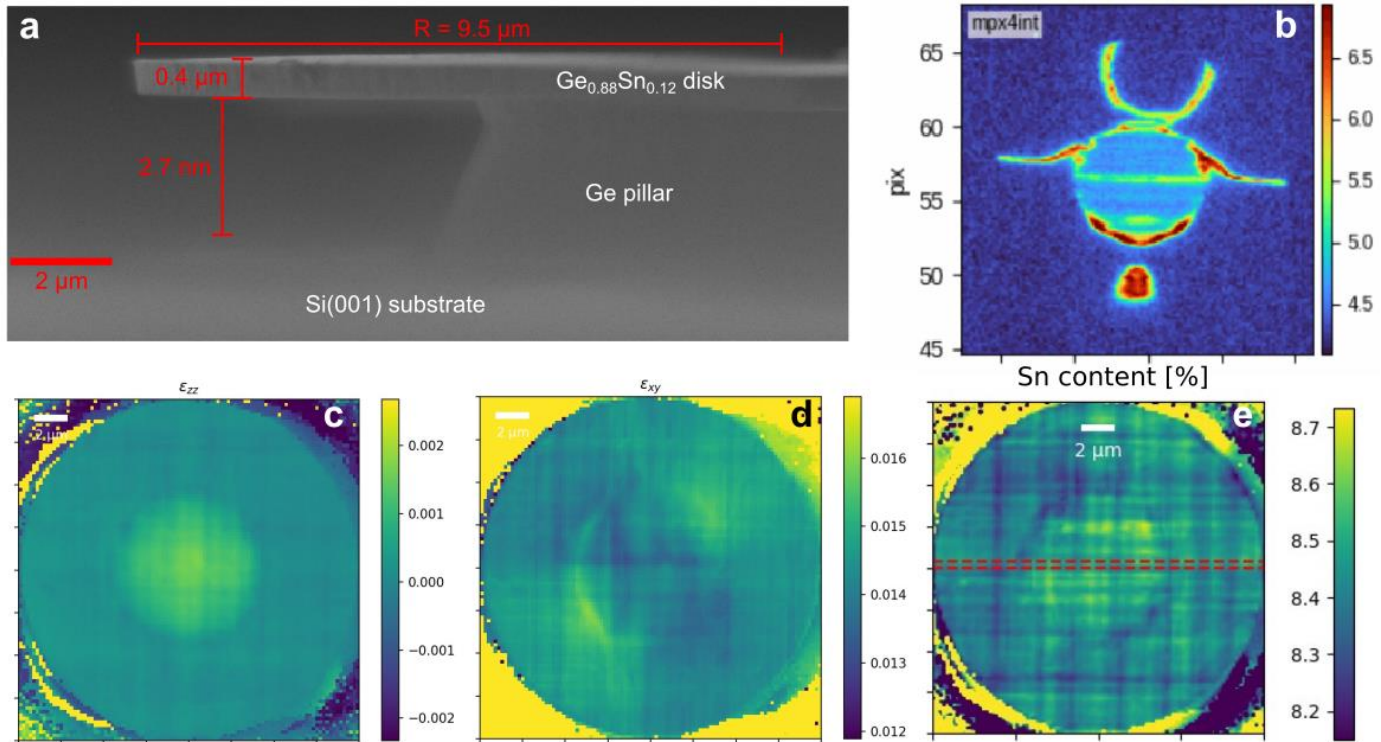 a
R = 9.5 µm
0.4 µm
Ge0.88Sn0.12 disk
2.7 nm
Ge pillar
2 µm
Si(001) substrate
b
mpx4int
65
60
55
50
45
pix
6.5
6.0
5.5
5.0
4.5
εzz
c
2 µm
0.002
0.001
0.000
−0.001
−0.002
εxy
d
2 µm
0.016
0.015
0.014
0.013
0.012
Sn content [%]
e
2 µm
8.7
8.6
8.5
8.4
8.3
8.2